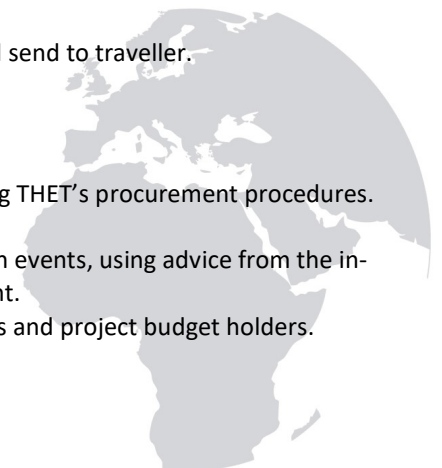 send to traveller.
g THET's procurement procedures.
events, using advice from the in-
nt.
s and project budget holders.